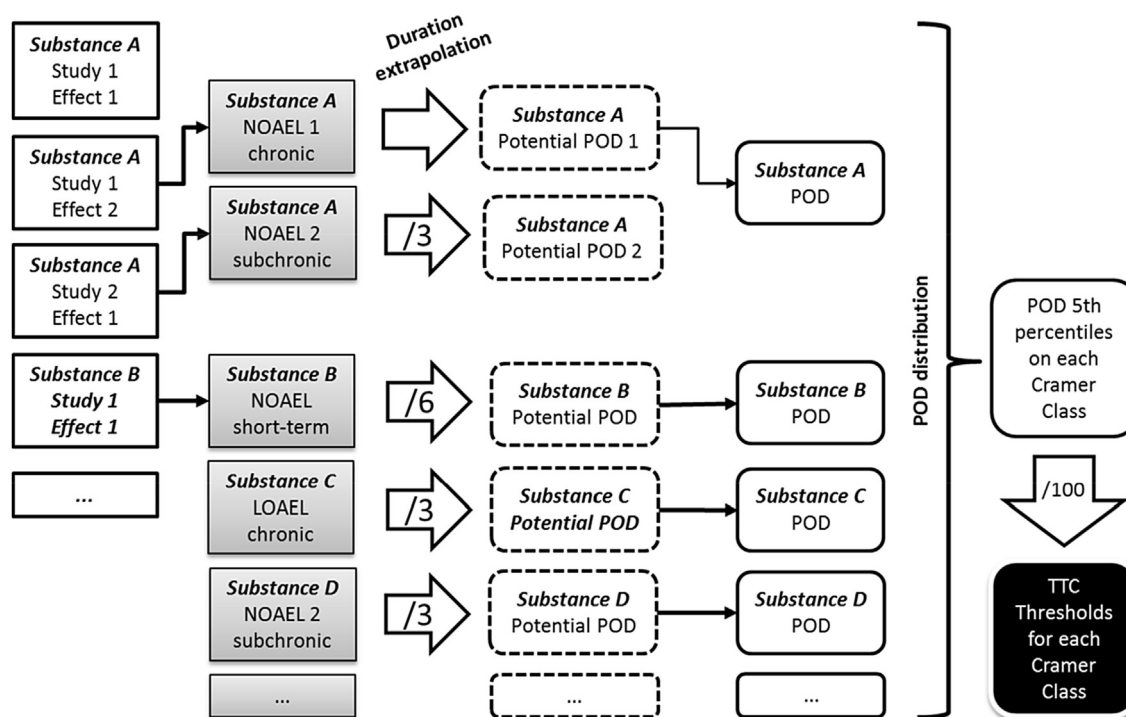 Substance A
Study 1
Effect 1
Substance A
Study 1
Effect 2
Substance A
Study 2
Effect 1
Substance B
Study 1
Effect 1
...
Substance A
NOAEL 1
chronic
Substance A
NOAEL 2
subchronic
Substance B
NOAEL
short-term
Substance C
LOAEL
chronic
Substance D
NOAEL 2
subchronic
...
Duration
extrapolation
/3
/6
/3
/3
Substance A
Potential POD 1
Substance A
Potential POD 2
Substance B
Potential POD
Substance C
Potential POD
Substance D
Potential POD
...
Substance A
POD
Substance B
POD
Substance C
POD
Substance D
POD
...
POD distribution
POD 5th
percentiles
on each
Cramer
Class
/100
TTC
Thresholds
for each
Cramer
Class